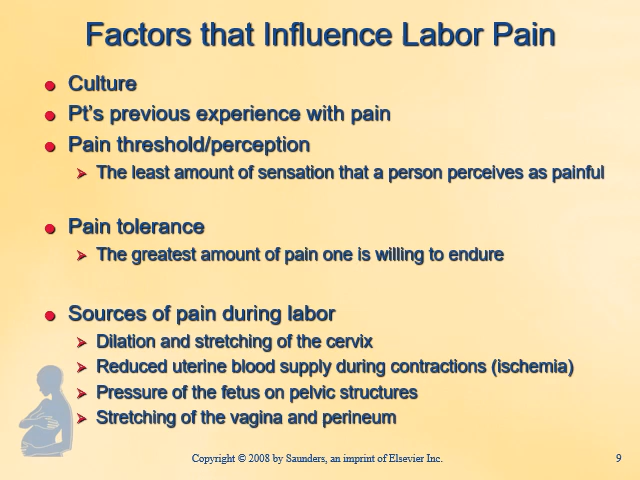 Factors that Influence Labor Pain
Culture
Pt's previous experience with pain
Pain threshold/perception
The least amount of sensation that a person perceives as painful
Pain tolerance
The greatest amount of pain one is willing to endure
Sources of pain during labor
Dilation and stretching of the cervix
Reduced uterine blood supply during contractions (ischemia)
Pressure of the fetus on pelvic structures
Stretching of the vagina and perineum
Copyright © 2008 by Saunders, an imprint of Elsevier Inc.
9